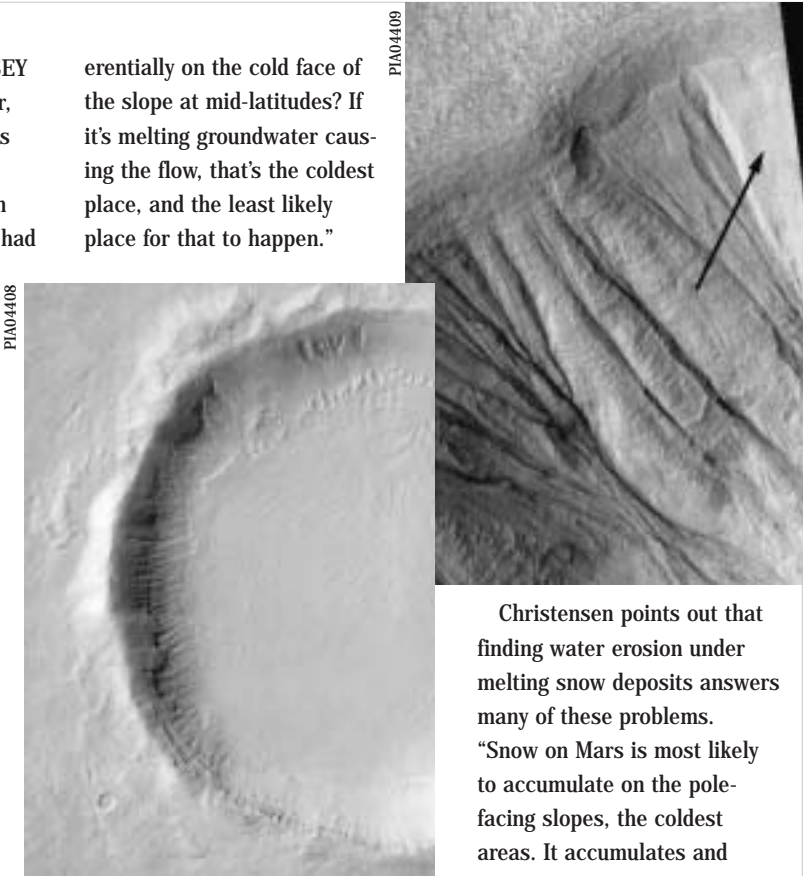 SEY
r,
s
n
had
erentially on the cold face of
the slope at mid-latitudes? If
it's melting groundwater caus-
ing the flow, that's the coldest
place, and the least likely
place for that to happen.”
PIA04409
PIA04408
Christensen points out that
finding water erosion under
melting snow deposits answers
many of these problems.
“Snow on Mars is most likely
to accumulate on the pole-
facing slopes, the coldest
areas. It accumulates and